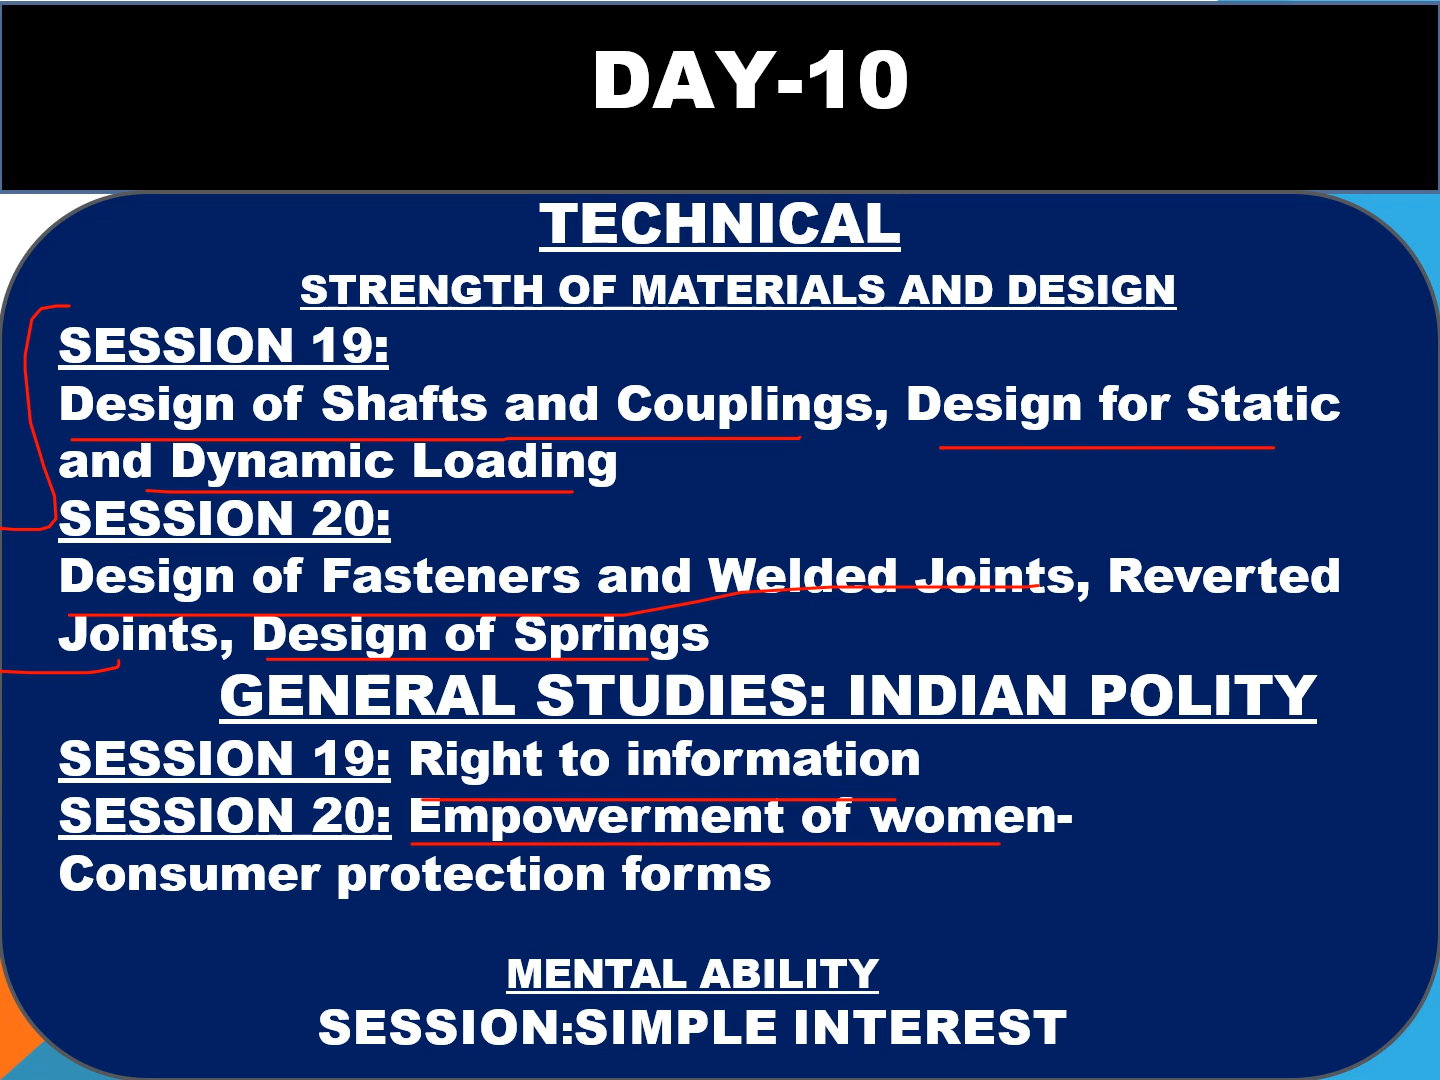 DAY-10
TECHNICAL
STRENGTH OF MATERIALS AND DESIGN
SESSION 19:
Design of Shafts and Couplings, Design for Static
and Dynamic Loading
SESSION 20:
Design of Fasteners and Welded Joints, Reverted
Joints, Design of Springs
GENERAL STUDIES: INDIAN POLITY
SESSION 19: Right to information
SESSION 20: Empowerment of women-
Consumer protection forms
MENTAL ABILITY
SESSION:SIMPLE INTEREST